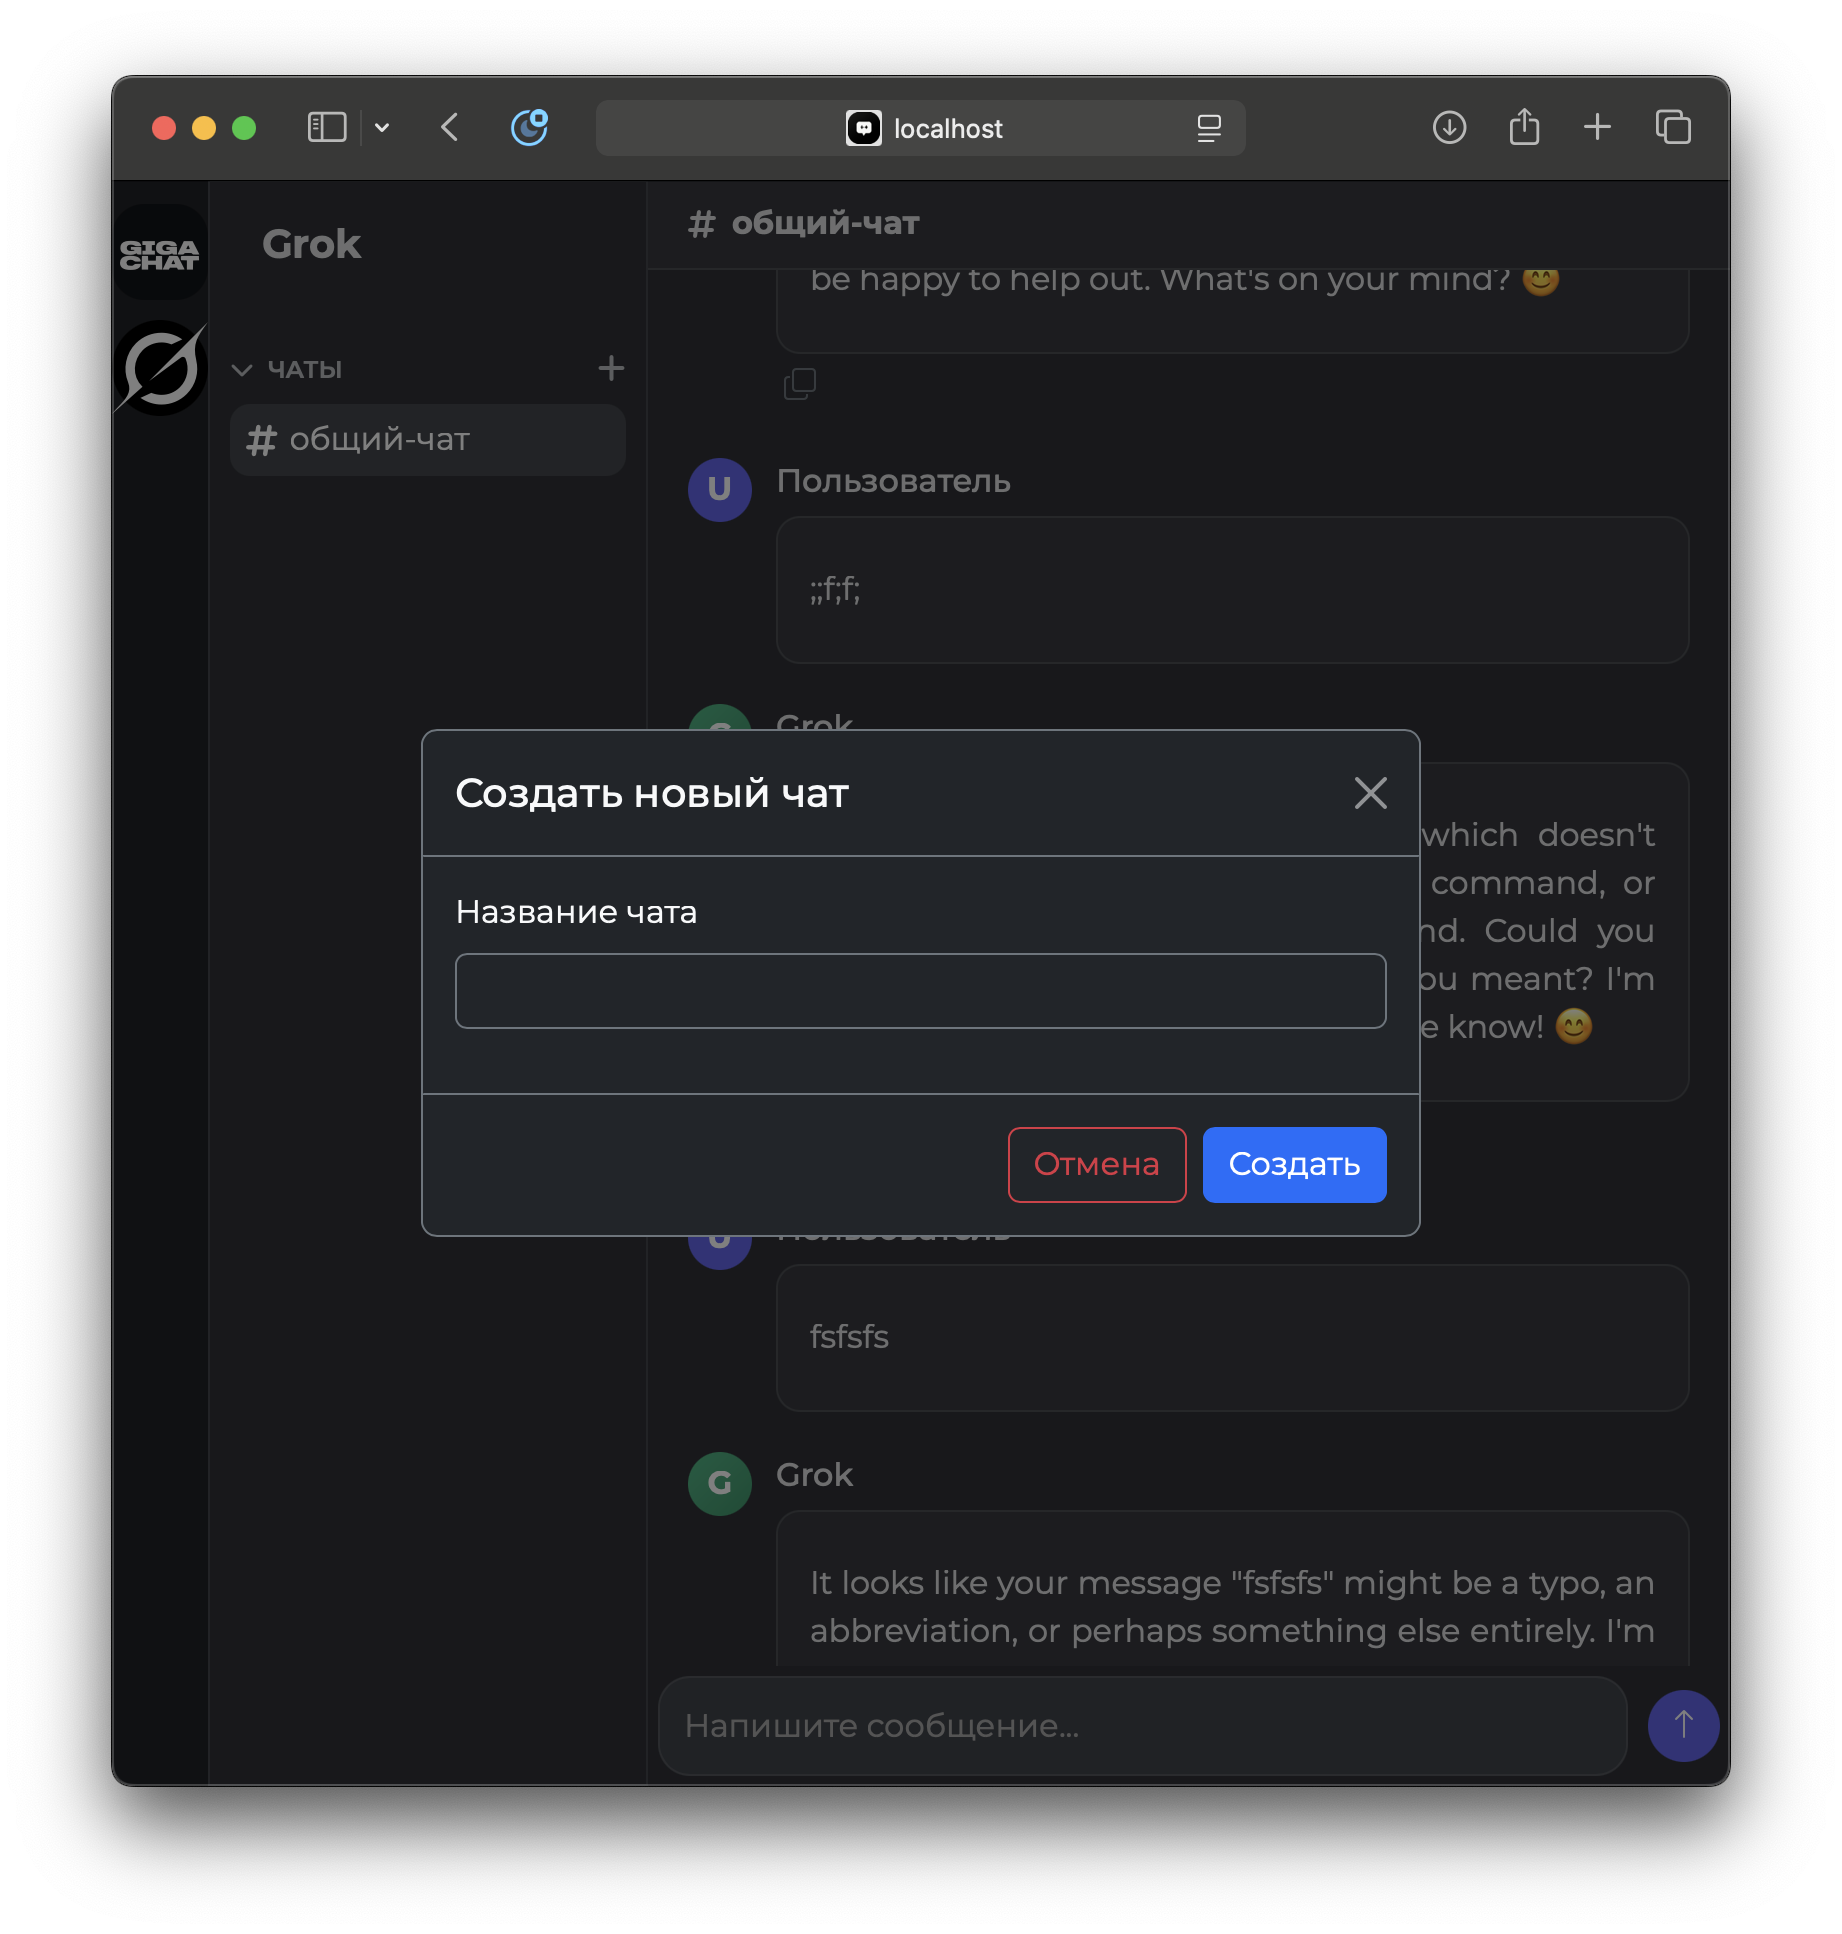 localhost
GIGA
CHAT
Grok
ЧАТЫ
# общий-чат
# общий-чат
be happy to help out. What's on your mind? 😊
U
Пользователь
;;f;f;
Grok
which doesn't
command, or
nd. Could you
ou meant? I'm
e know! 😊
Создать новый чат
Название чата
Отмена
Создать
Пользователь
fsfsfs
G
Grok
It looks like your message "fsfsfs" might be a typo, an
abbreviation, or perhaps something else entirely. I'm
Напишите сообщение...